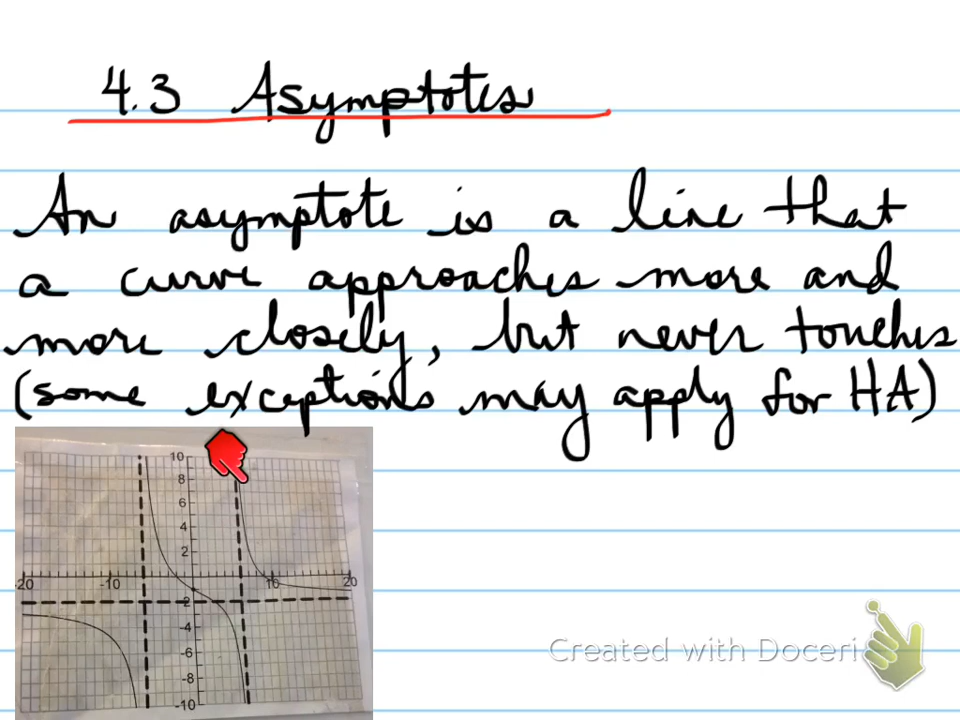 4.3 Asymptotes
An asymptote is a line that
a curve approaches more and
more closely, but never touches
(some exceptions may apply for HA)
10
8
6
4
2
-20 -10 10 20
-2
-4
-6
-8
-10
Created with Doceri